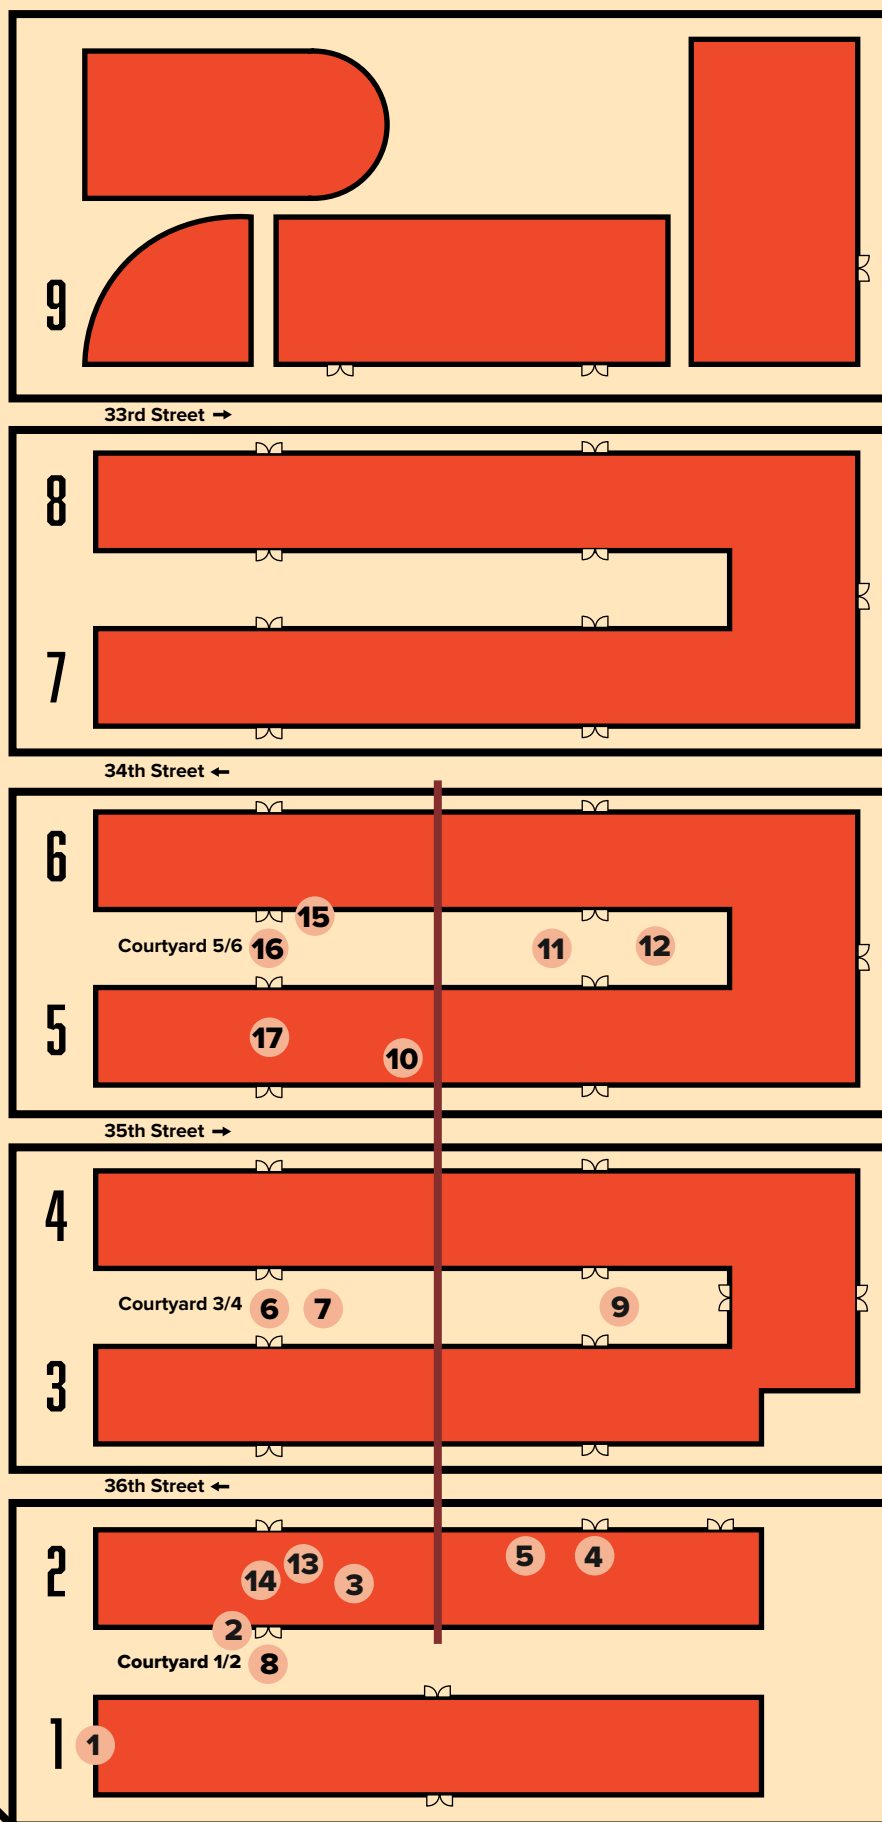 9
33rd Street →
8
7
34th Street ←
6
15
Courtyard 5/6 16 11 12
5
17
10
35th Street →
4
Courtyard 3/4 6 7 9
3
36th Street ←
2
5 4
13
14 3
2
Courtyard 1/2 8
1 1